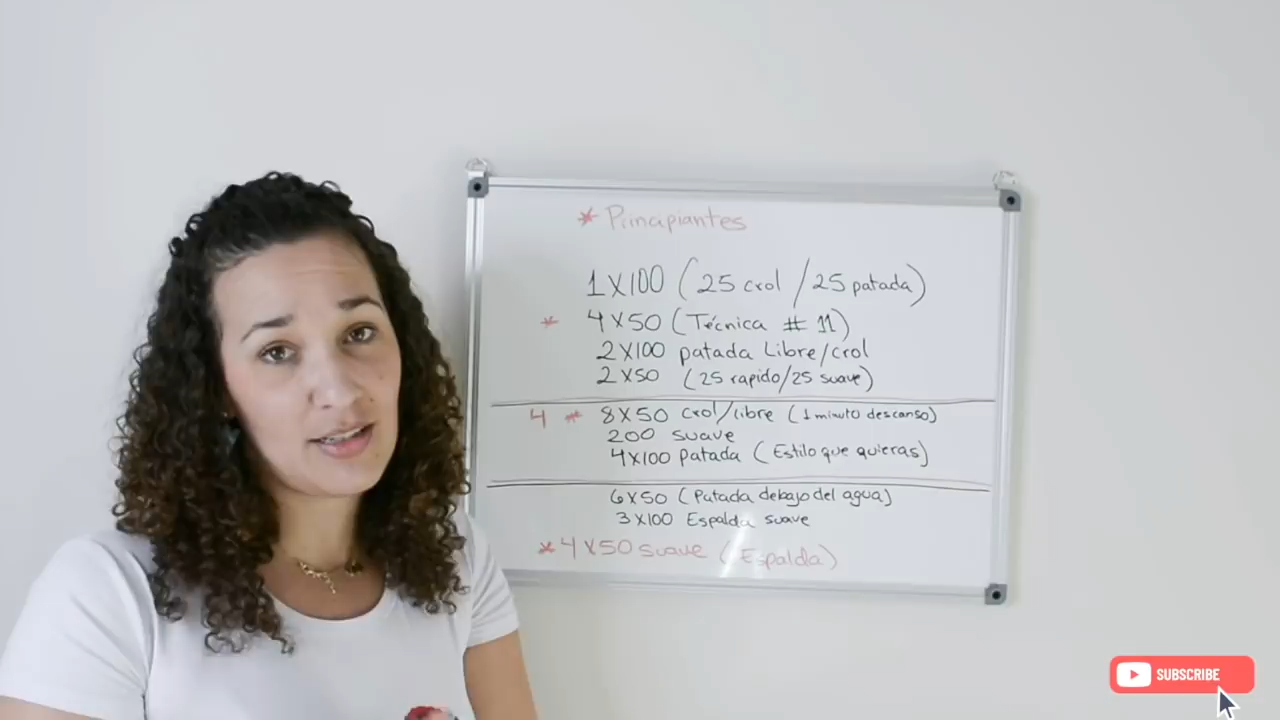 * Principiantes
1X100 (25 crol / 25 patada)
* 4X50 (Técnica # 11)
2X100 patada Libre/crol
2X50 (25 rapido/25 suave)
4 * 8X50 crol/libre (1 minuto descanso)
200 suave
4X100 Patada (Estilo que quieras)
6X50 (Patada debajo del agua)
3X100 Espalda suave
* 4X50 suave (Espalda)
SUBSCRIBE